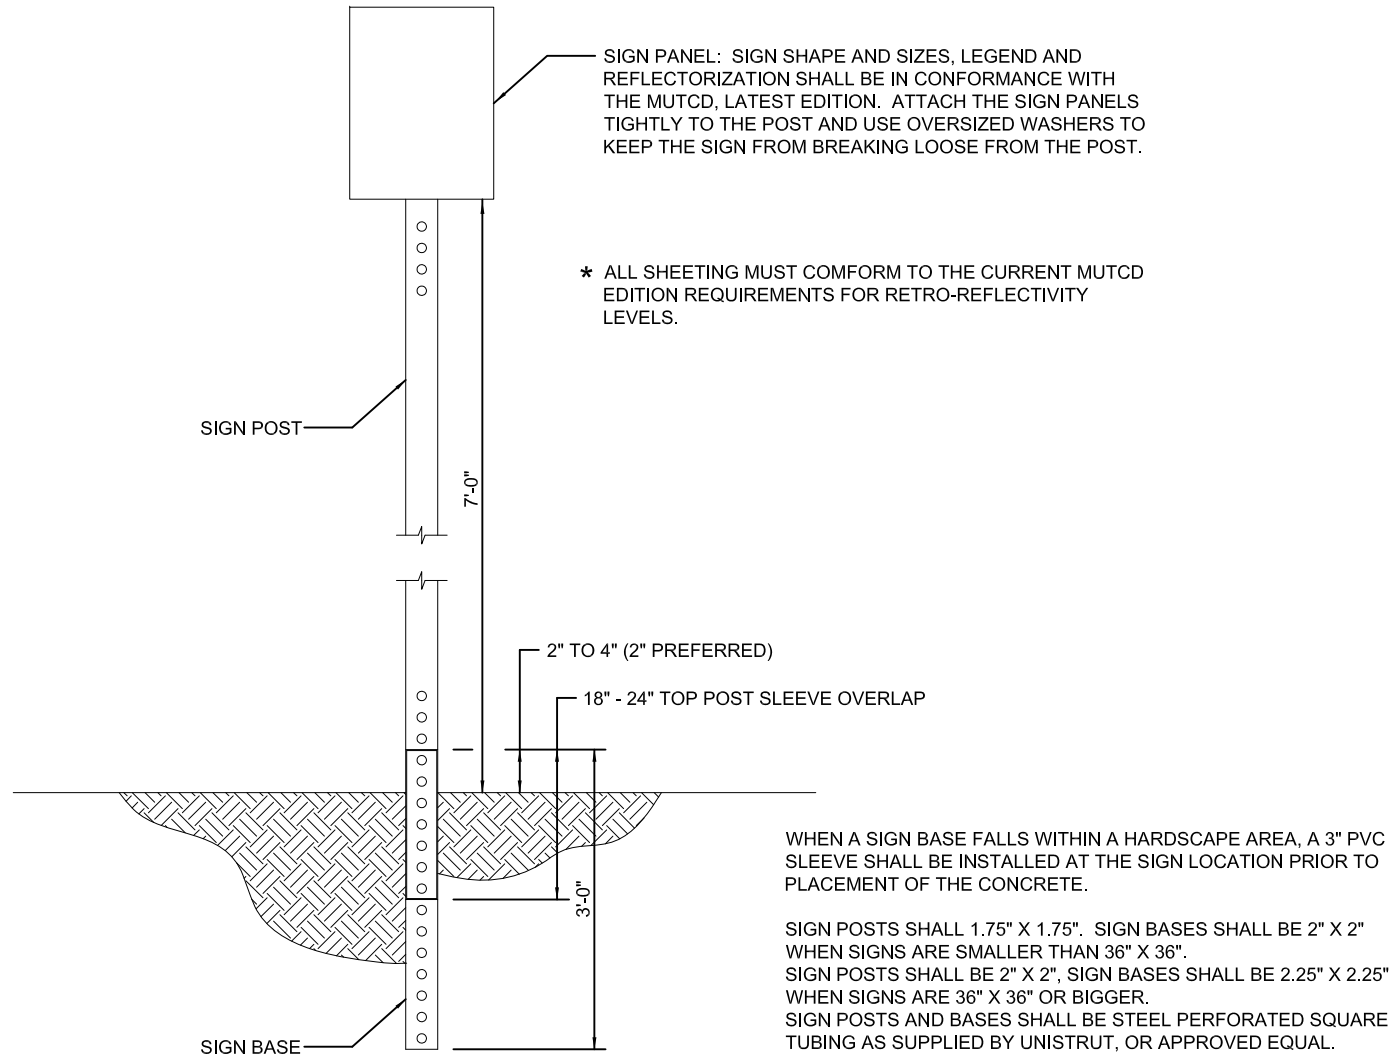 SIGN PANEL: SIGN SHAPE AND SIZES, LEGEND AND
REFLECTORIZATION SHALL BE IN CONFORMANCE WITH
THE MUTCD, LATEST EDITION. ATTACH THE SIGN PANELS
TIGHTLY TO THE POST AND USE OVERSIZED WASHERS TO
KEEP THE SIGN FROM BREAKING LOOSE FROM THE POST.
* ALL SHEETING MUST COMFORM TO THE CURRENT MUTCD
EDITION REQUIREMENTS FOR RETRO-REFLECTIVITY
LEVELS.
SIGN POST
7'-0"
2" TO 4" (2" PREFERRED)
18" - 24" TOP POST SLEEVE OVERLAP
3'-0"
SIGN BASE
WHEN A SIGN BASE FALLS WITHIN A HARDSCAPE AREA, A 3" PVC
SLEEVE SHALL BE INSTALLED AT THE SIGN LOCATION PRIOR TO
PLACEMENT OF THE CONCRETE.
SIGN POSTS SHALL 1.75" X 1.75". SIGN BASES SHALL BE 2" X 2"
WHEN SIGNS ARE SMALLER THAN 36" X 36".
SIGN POSTS SHALL BE 2" X 2", SIGN BASES SHALL BE 2.25" X 2.25"
WHEN SIGNS ARE 36" X 36" OR BIGGER.
SIGN POSTS AND BASES SHALL BE STEEL PERFORATED SQUARE
TUBING AS SUPPLIED BY UNISTRUT, OR APPROVED EQUAL.